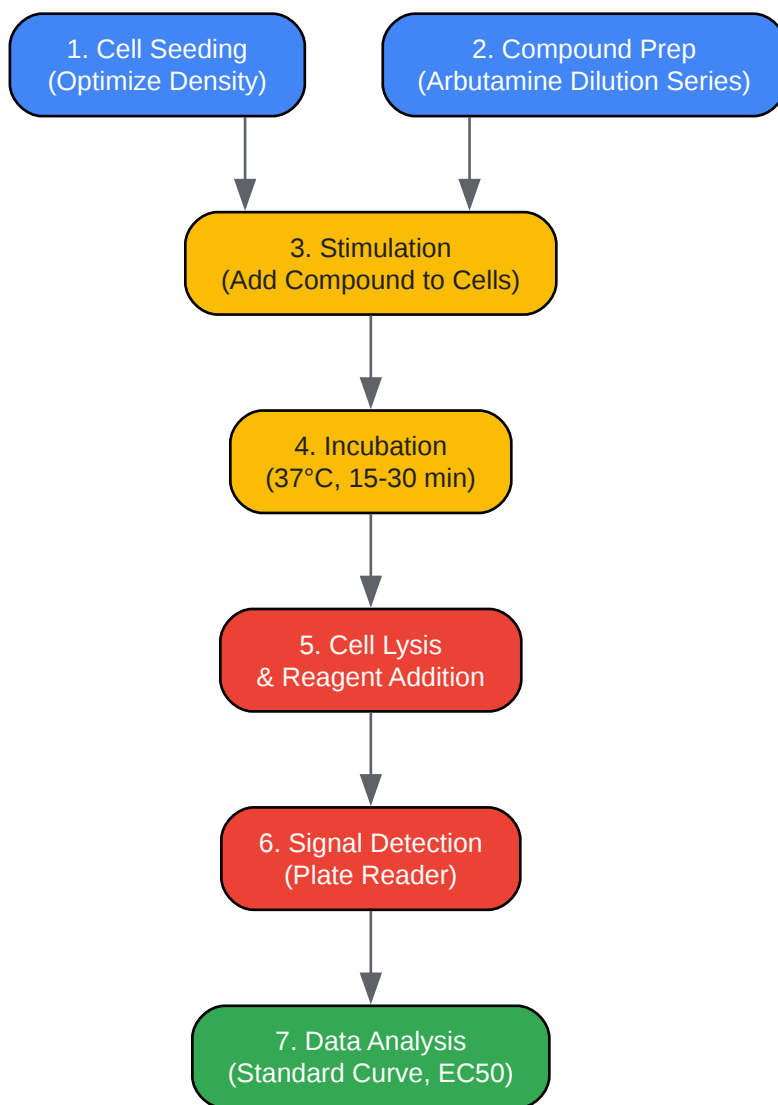 1. Cell Seeding
(Optimize Density)
2. Compound Prep
(Arbutamine Dilution Series)
3. Stimulation
(Add Compound to Cells)
4. Incubation
(37°C, 15-30 min)
5. Cell Lysis
& Reagent Addition
6. Signal Detection
(Plate Reader)
7. Data Analysis
(Standard Curve, EC50)